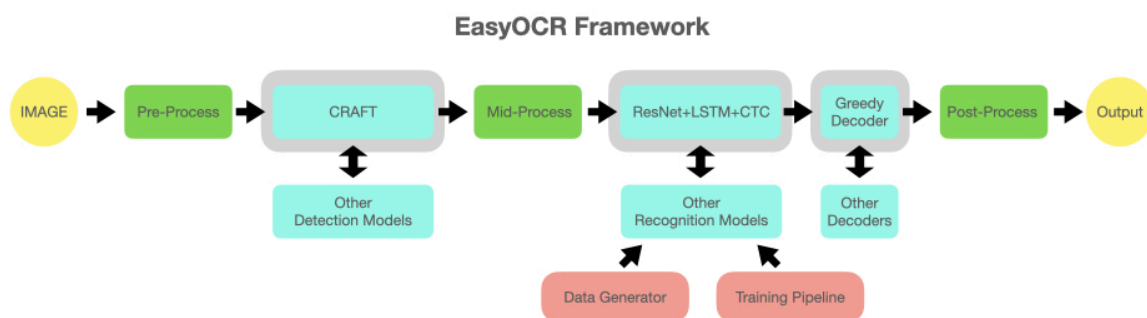 EasyOCR Framework
IMAGE
Pre-Process
CRAFT
Mid-Process
ResNet+LSTM+CTC
Greedy
Decoder
Post-Process
Output
Other
Detection Models
Other
Recognition Models
Other
Decoders
Data Generator
Training Pipeline